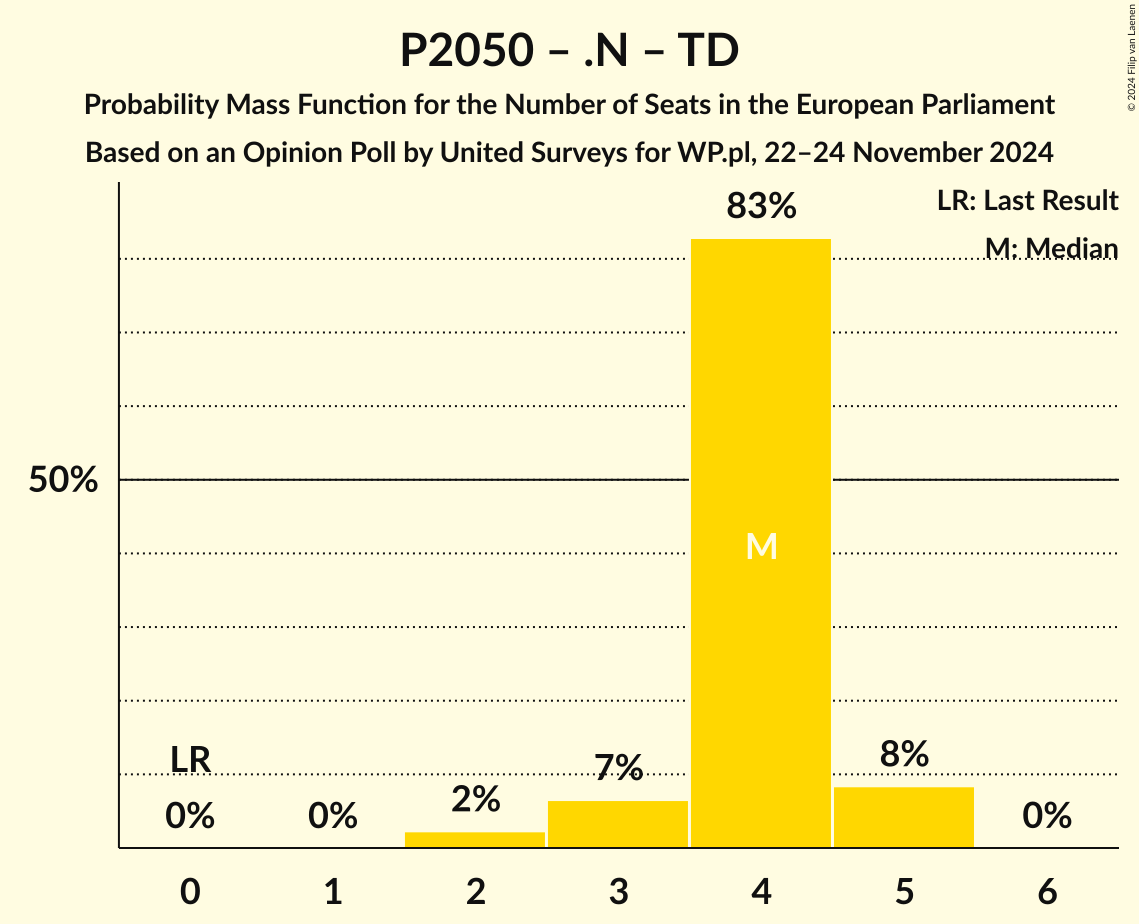 P2050 – .N – TD
Probability Mass Function for the Number of Seats in the European Parliament
Based on an Opinion Poll by United Surveys for WP.pl, 22–24 November 2024
© 2024 Filip van Laenen
LR: Last Result
M: Median
83%
50%
M
LR
0%
0%
2%
7%
8%
0%
0 1 2 3 4 5 6